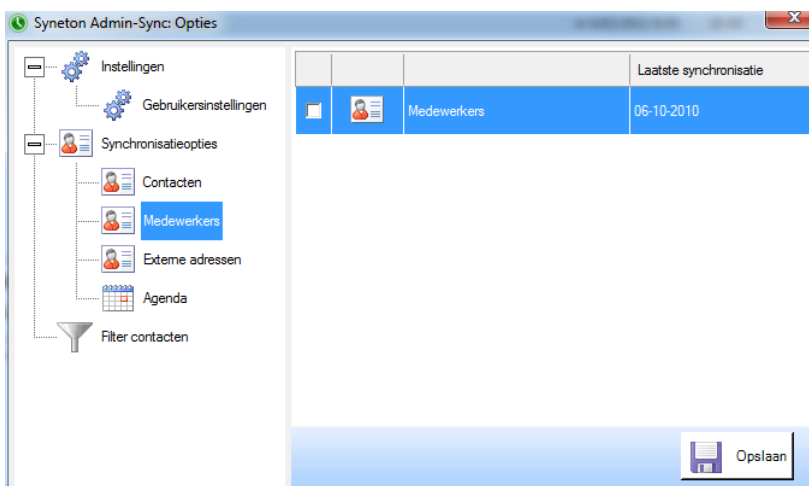 Syneton Admin-Sync: Opties
Instellingen
Gebruikersinstellingen
Synchronisatieopties
Contacten
Medewerkers
Externe adressen
Agenda
Filter contacten
Laatste synchronisatie
Medewerkers 06-10-2010
Opslaan